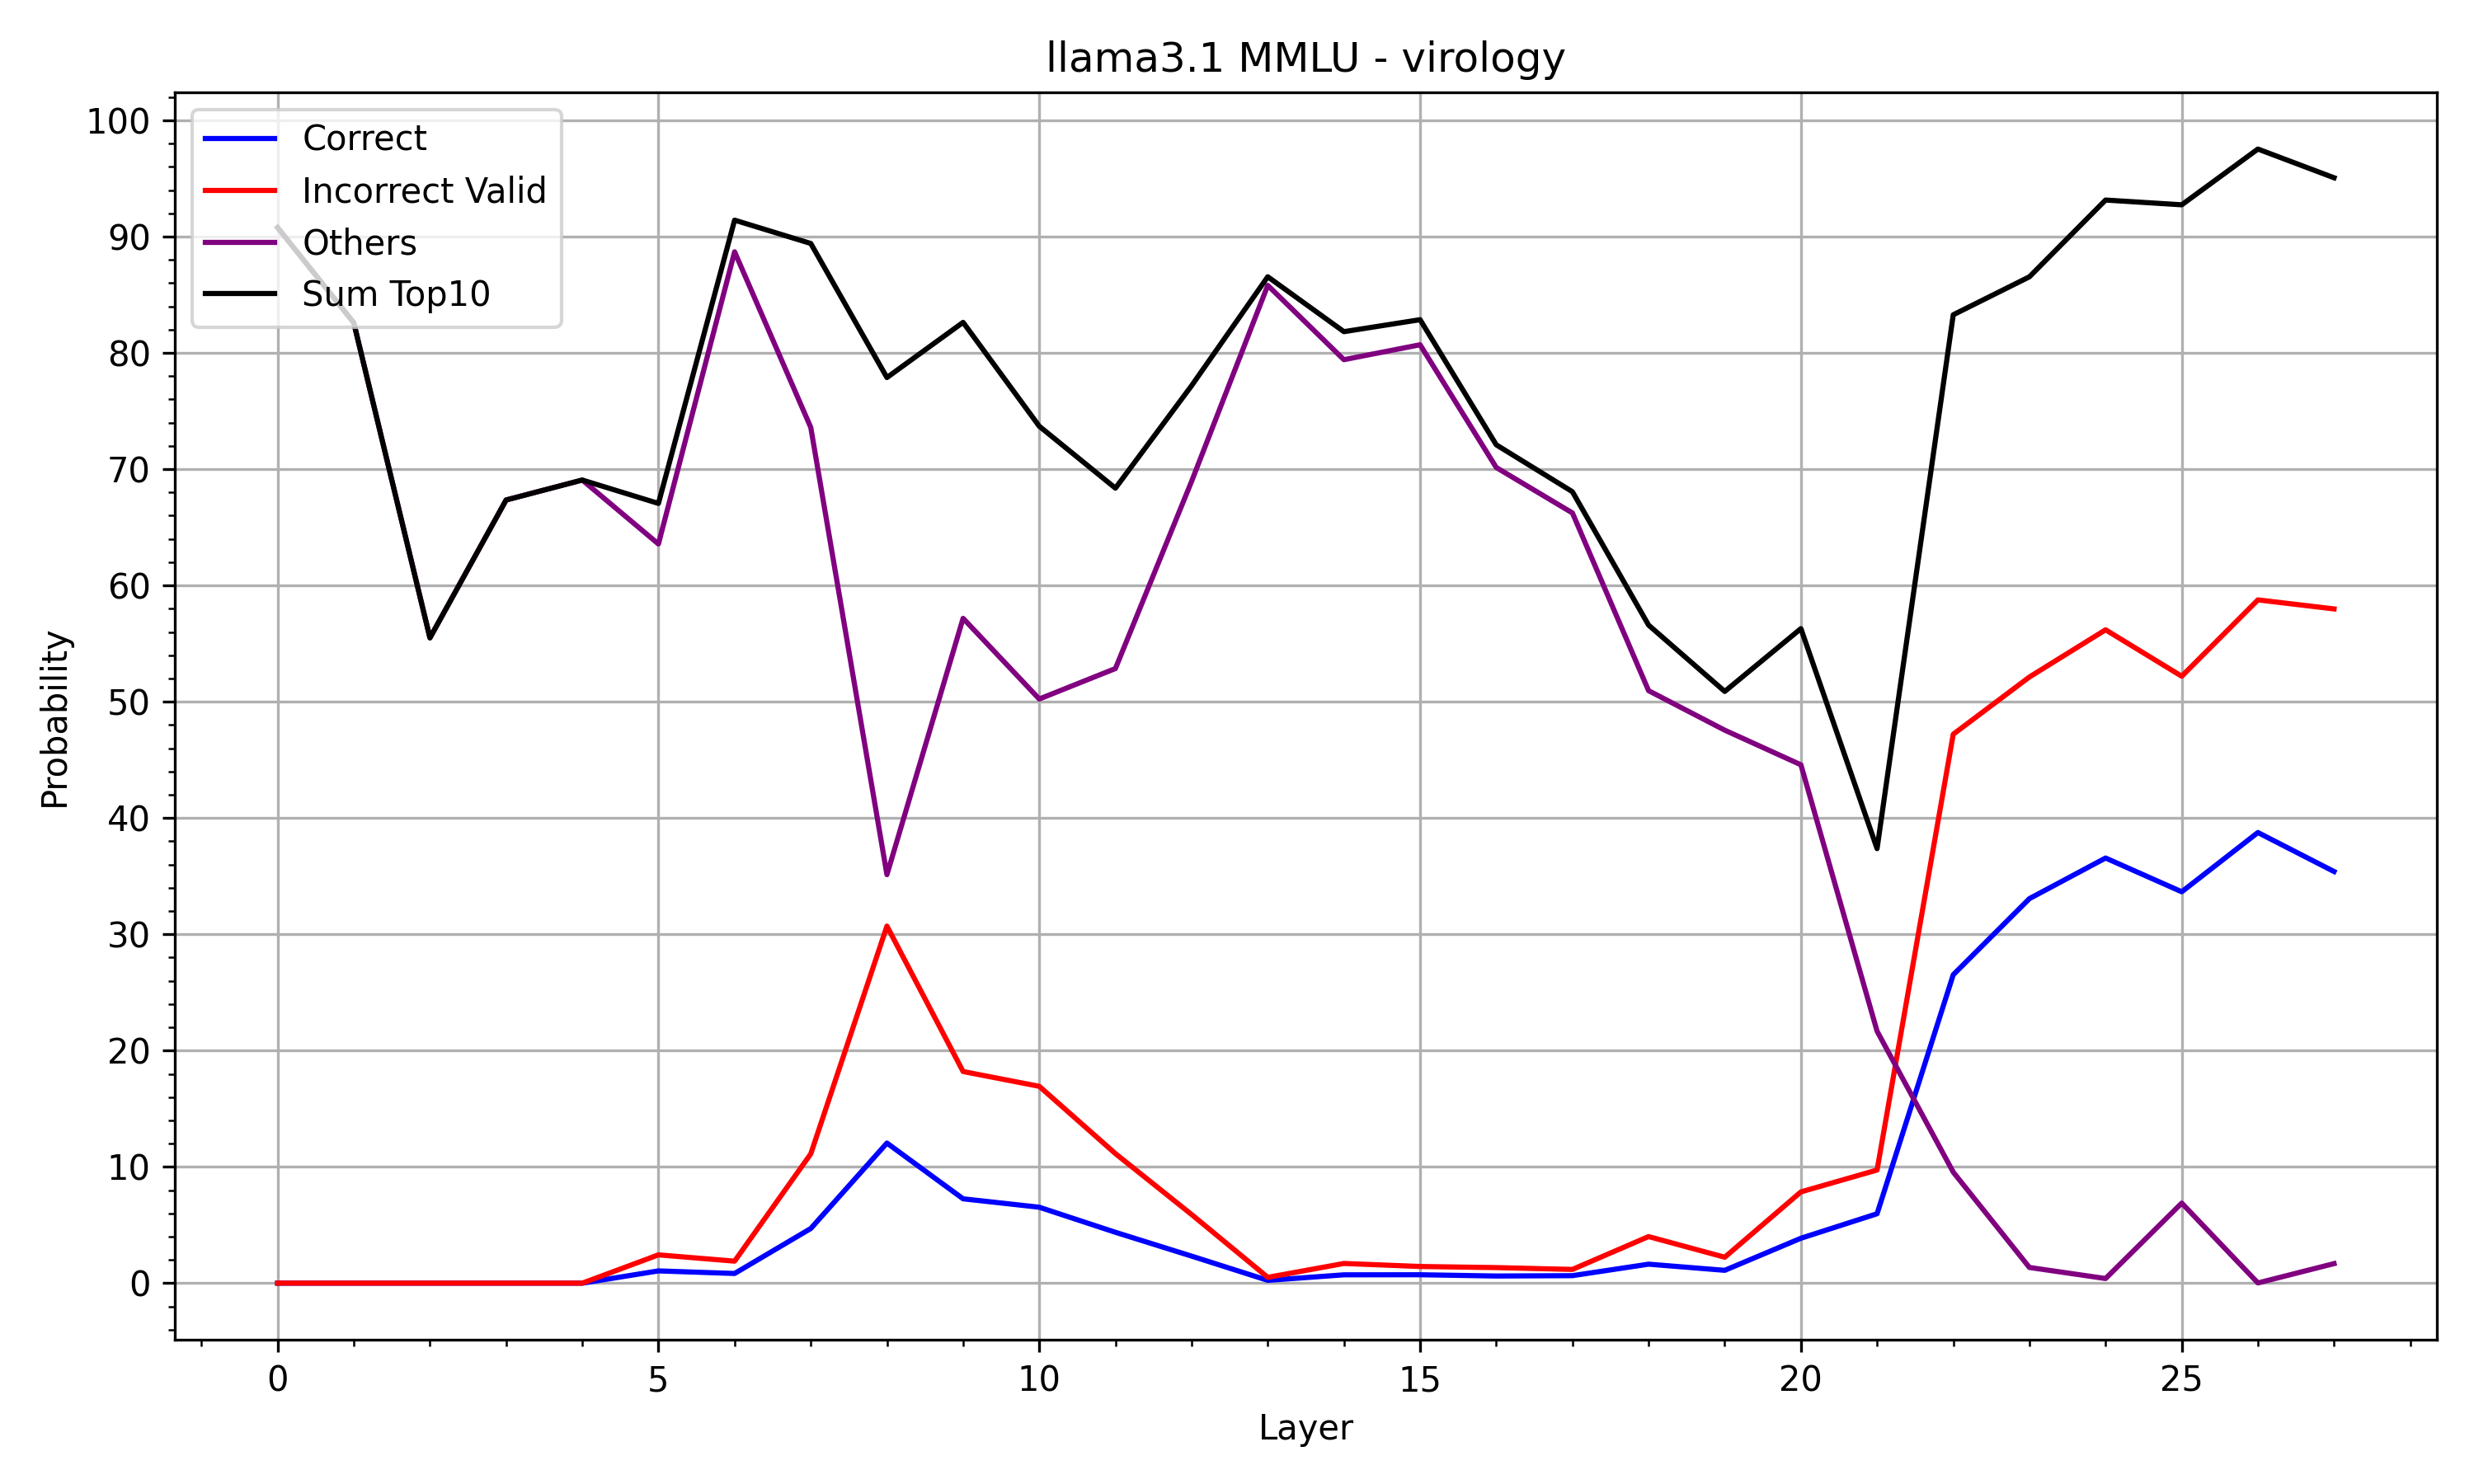 llama3.1 MMLU - virology
Correct
Incorrect Valid
Others
Sum Top10
Probability
100
90
80
70
60
50
40
30
20
10
0
0 5 10 15 20 25
Layer